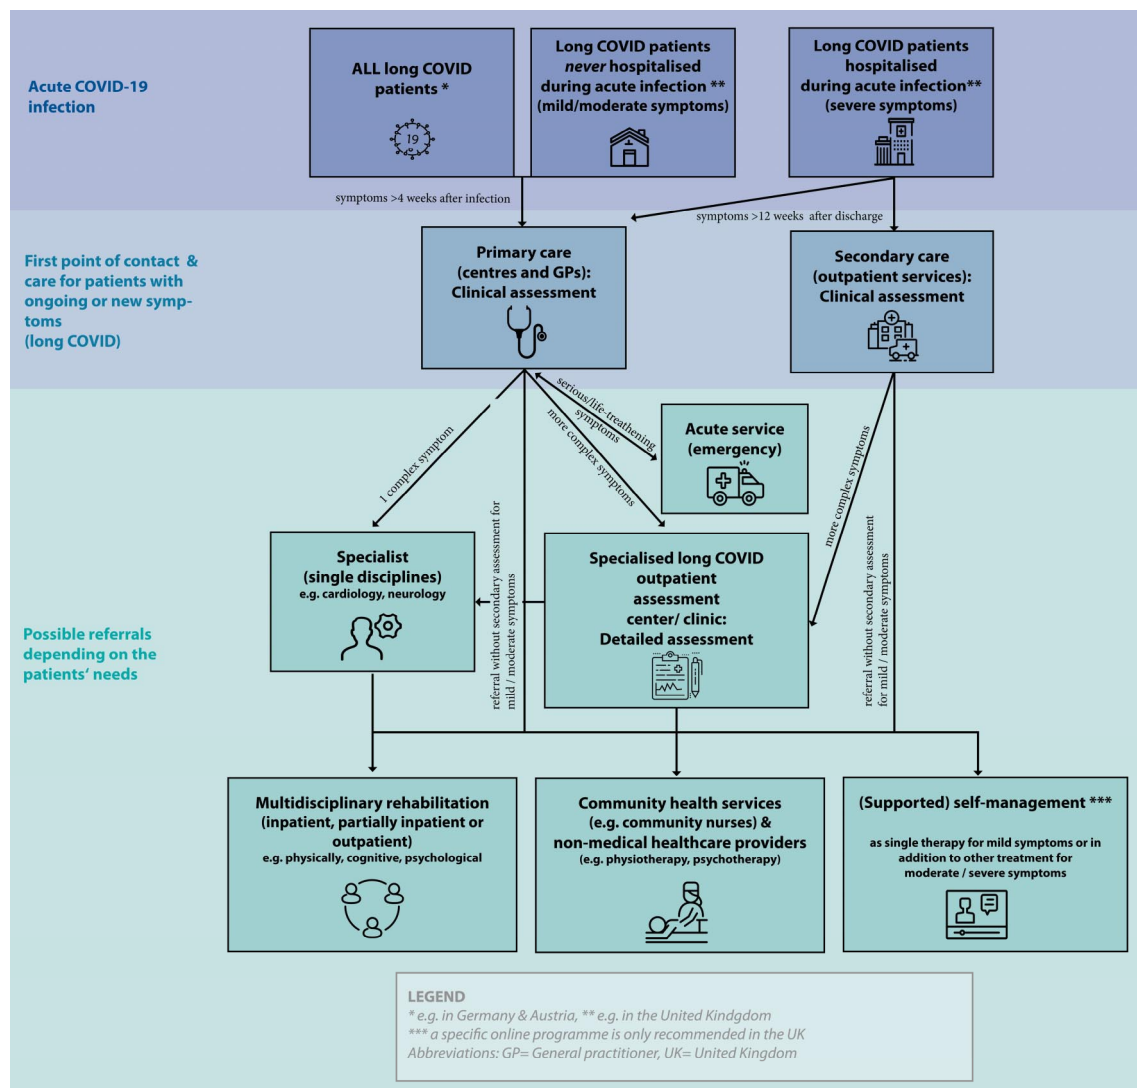 Acute COVID-19
infection
ALL long COVID
patients *
19
Long COVID patients
never hospitalised
during acute infection **
(mild/moderate symptoms)
Long COVID patients
hospitalised
during acute infection**
(severe symptoms)
symptoms >4 weeks after infection
symptoms >12 weeks after discharge
First point of contact &
care for patients with
ongoing or new symp-
toms
(long COVID)
Primary care
(centres and GPs):
Clinical assessment
Secondary care
(outpatient services):
Clinical assessment
1 complex symptom
serious/life-treathening
symptoms
more complex symptoms
Acute service
(emergency)
more complex symptoms
Possible referrals
depending on the
patients‘ needs
Specialist
(single disciplines)
e.g. cardiology, neurology
referral without secondary assessment for
mild / moderate symptoms
Specialised long COVID
outpatient
assessment
center/ clinic:
Detailed assessment
referral without secondary assessment
for mild / moderate symptoms
Multidisciplinary rehabilitation
(inpatient, partially inpatient or
outpatient)
e.g. physically, cognitive, psychological
Community health services
(e.g. community nurses) &
non-medical healthcare providers
(e.g. physiotherapy, psychotherapy)
(Supported) self-management ***
as single therapy for mild symptoms or in
addition to other treatment for
moderate / severe symptoms
LEGEND
* e.g. in Germany & Austria, ** e.g. in the United Kindgdom
*** a specific online programme is only recommended in the UK
Abbreviations: GP= General practitioner, UK= United Kingdom